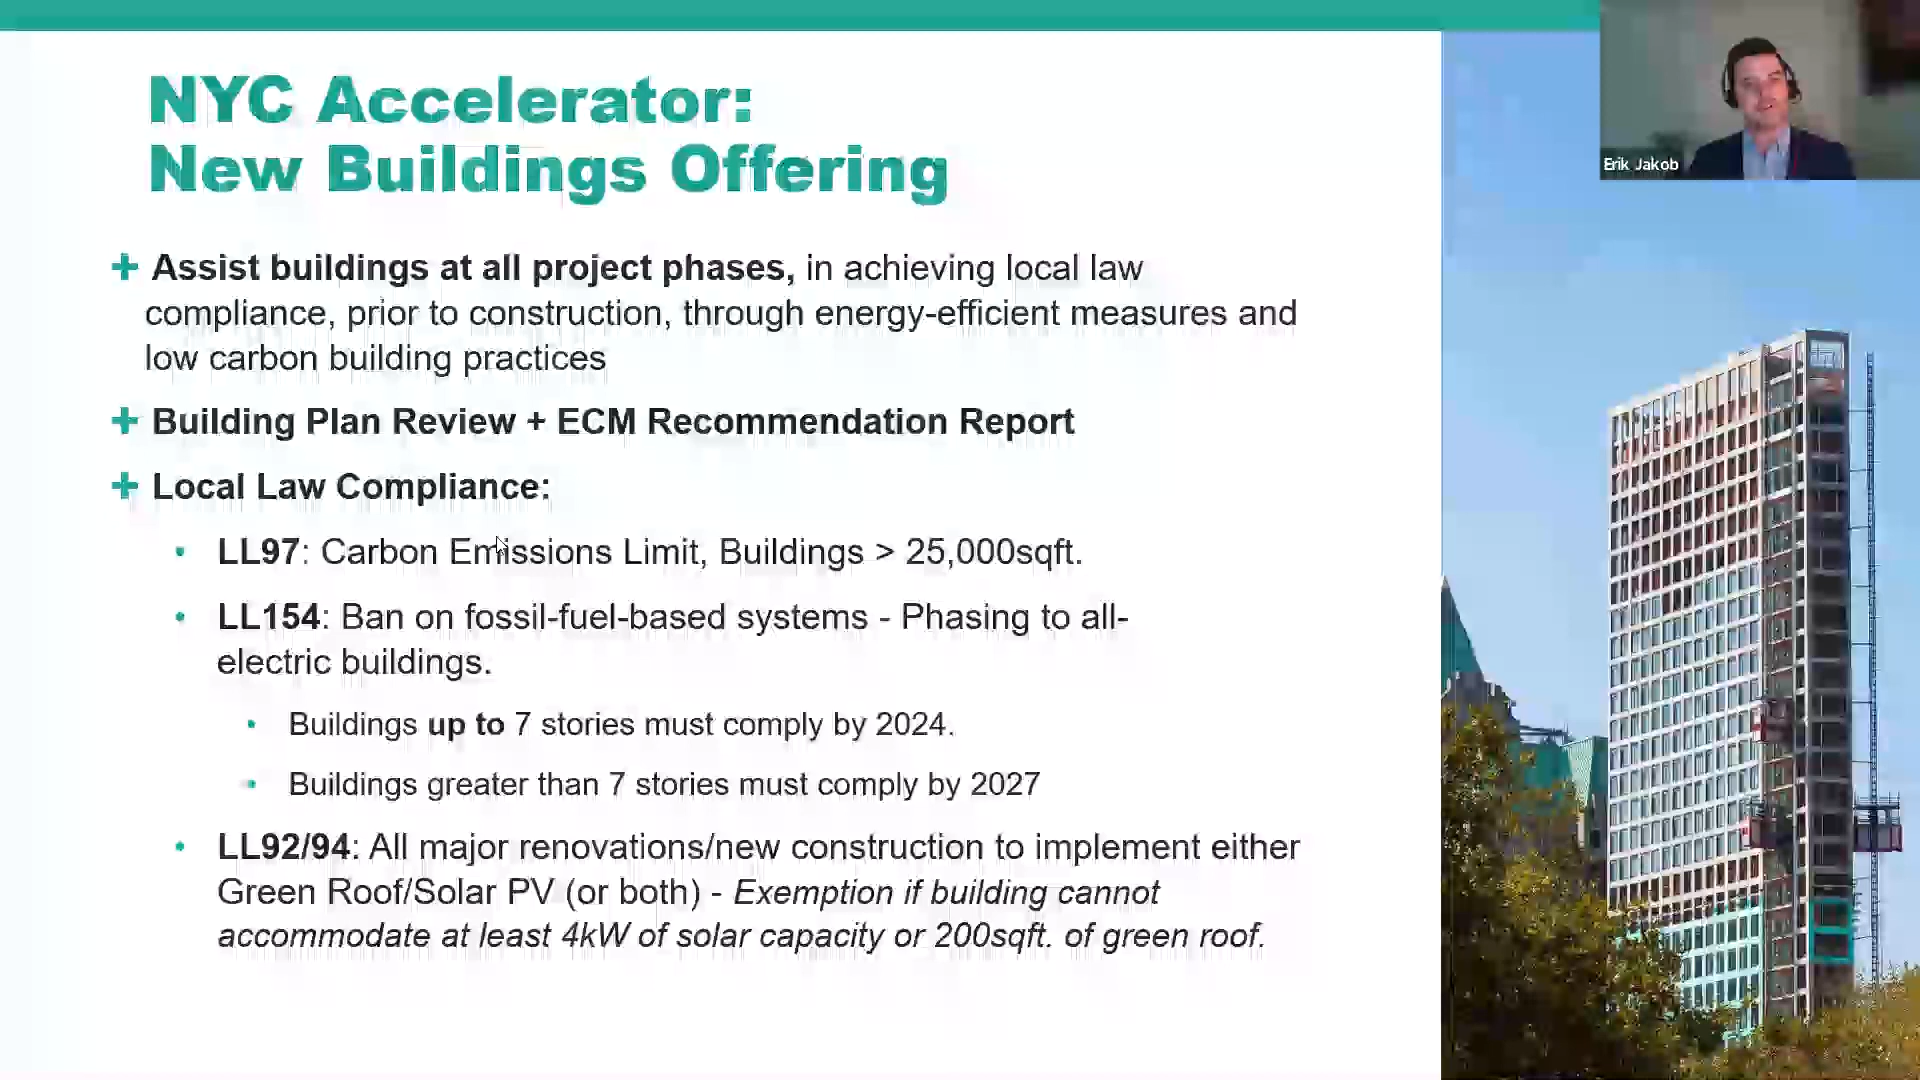 NYC Accelerator:
New Buildings Offering
Erik Jakob
+ Assist buildings at all project phases, in achieving local law
compliance, prior to construction, through energy-efficient measures and
low carbon building practices
+ Building Plan Review + ECM Recommendation Report
+ Local Law Compliance:
• LL97: Carbon Emissions Limit, Buildings > 25,000sqft.
• LL154: Ban on fossil-fuel-based systems - Phasing to all-
electric buildings.
• Buildings up to 7 stories must comply by 2024.
• Buildings greater than 7 stories must comply by 2027
• LL92/94: All major renovations/new construction to implement either
Green Roof/Solar PV (or both) - Exemption if building cannot
accommodate at least 4kW of solar capacity or 200sqft. of green roof.